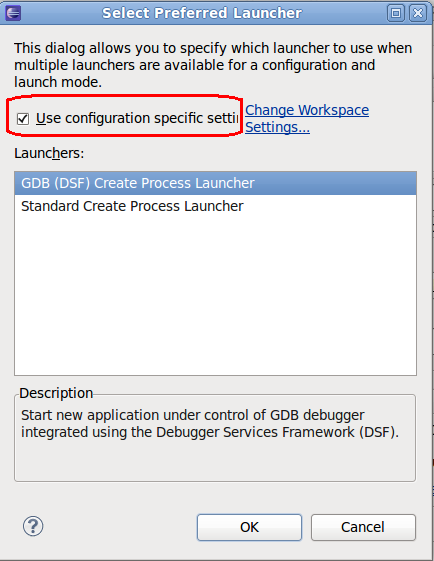 Select Preferred Launcher
This dialog allows you to specify which launcher to use when
multiple launchers are available for a configuration and
launch mode.
Use configuration specific setti
Change Workspace
Settings...
Launchers:
GDB (DSF) Create Process Launcher
Standard Create Process Launcher
Description
Start new application under control of GDB debugger
integrated using the Debugger Services Framework (DSF).
?
OK
Cancel